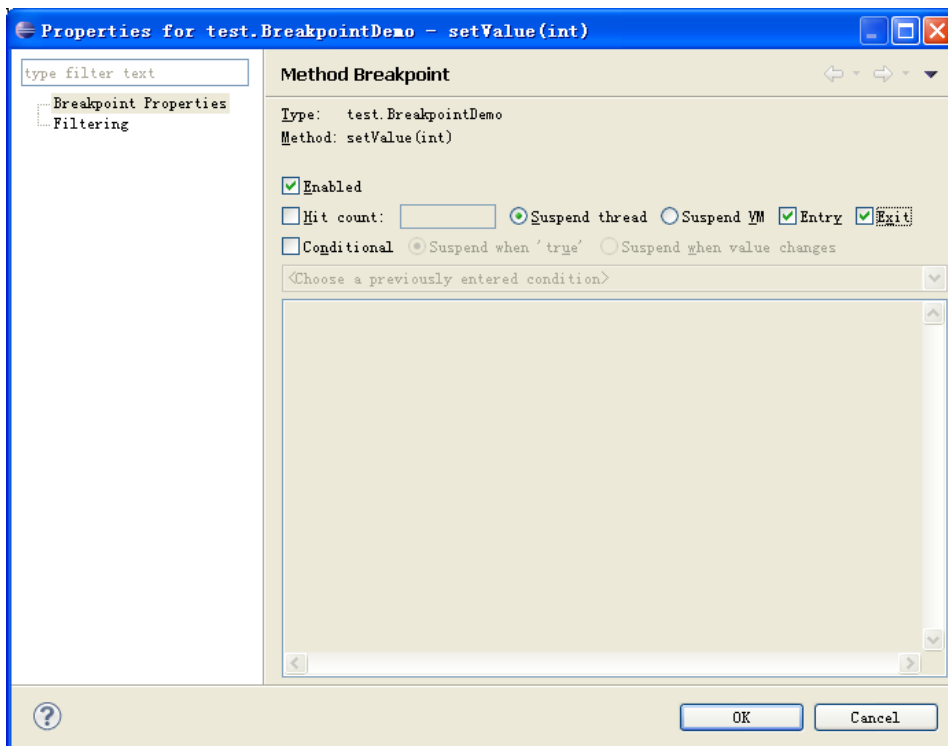 Properties for test.BreakpointDemo - setValue(int)
type filter text
Breakpoint Properties
Filtering
Method Breakpoint
Type: test.BreakpointDemo
Method: setValue(int)
Enabled
Hit count: Suspend thread Suspend VM Entry Exit
Conditional Suspend when 'true' Suspend when value changes
<Choose a previously entered condition>
OK Cancel